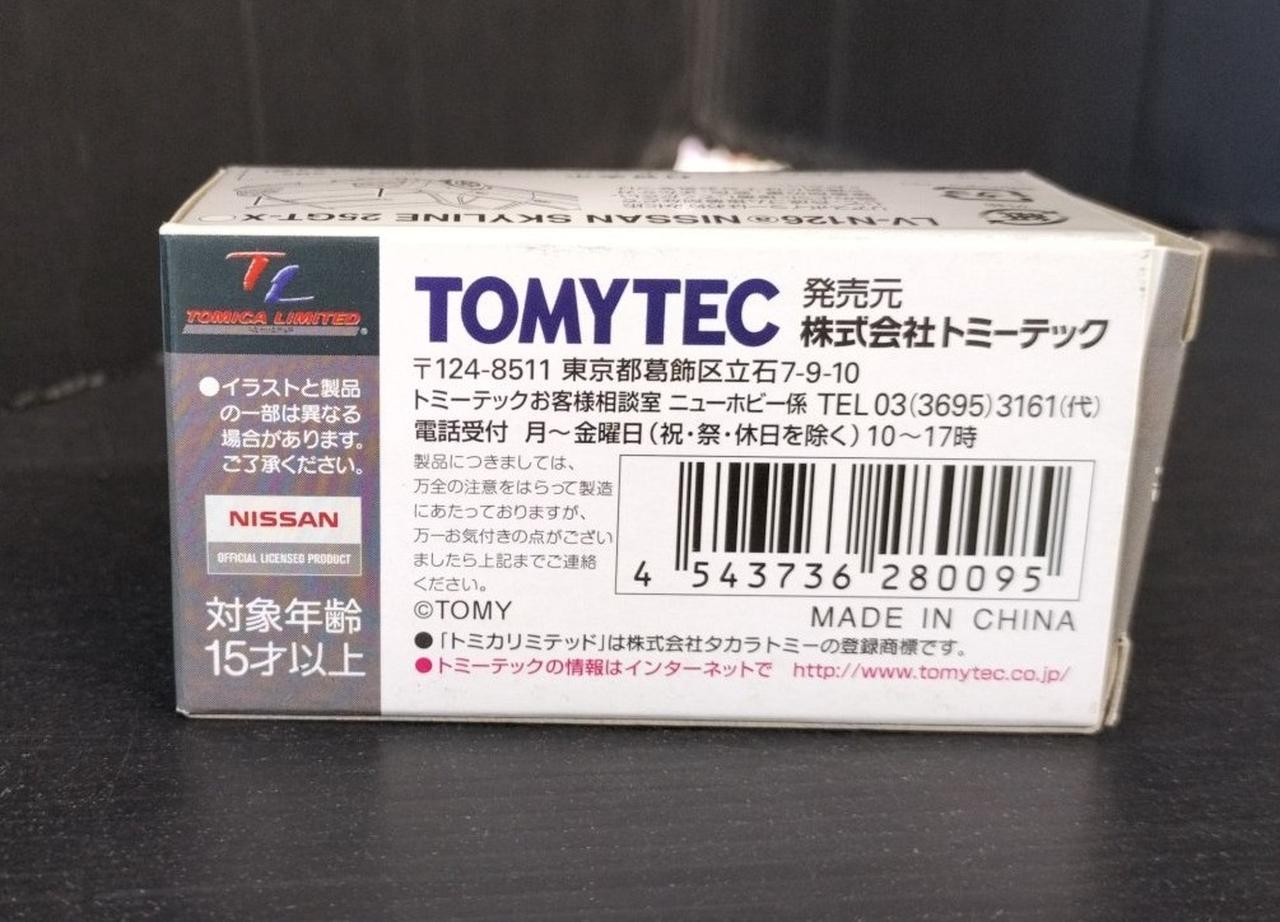 LV-N126ⓐ NISSAN SKYLINE 25GT-X
TL
TOMICA LIMITED
●イラストと製品
の一部は異なる
場合があります。
ご了承ください。
NISSAN
OFFICIAL LICENSED PRODUCT
対象年齢
15才以上
TOMYTEC 発売元
株式会社トミーテック
〒124-8511 東京都葛飾区立石7-9-10
トミーテックお客様相談室 ニューホビー係 TEL 03(3695)3161(代)
電話受付 月〜金曜日(祝・祭・休日を除く)10〜17時
製品につきましては、
万全の注意をはらって製造
にあたっておりますが、
万一お気付きの点がござい
ましたら上記までご連絡
ください。
4 543736 280095
©TOMY
MADE IN CHINA
●「トミカリミテッド」は株式会社タカラトミーの登録商標です。
●トミーテックの情報はインターネットで http://www.tomytec.co.jp/